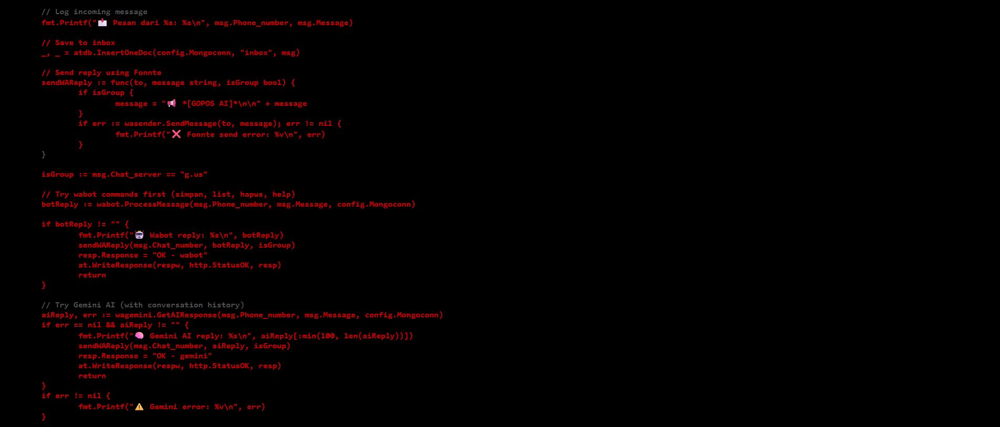 // Log incoming message
fmt.Printf("📩 Pesan dari %s: %s\n", msg.Phone_number, msg.Message)
// Save to inbox
_, _ = atdb.InsertOneDoc(config.Mongoconn, "inbox", msg)
// Send reply using Fonnte
sendWAReply := func(to, message string, isGroup bool) {
if isGroup {
message = "📢 *[GOPOS AI]*\n\n" + message
}
if err := wasender.SendMessage(to, message); err != nil {
fmt.Printf("❌ Fonnte send error: %v\n", err)
}
}
isGroup := msg.Chat_server == "g.us"
// Try wabot commands first (simpan, list, hapus, help)
botReply := wabot.ProcessMessage(msg.Phone_number, msg.Message, config.Mongoconn)
if botReply != "" {
fmt.Printf("🤖 Wabot reply: %s\n", botReply)
sendWAReply(msg.Chat_number, botReply, isGroup)
resp.Response = "OK - wabot"
at.WriteResponse(respw, http.StatusOK, resp)
return
}
// Try Gemini AI (with conversation history)
aiReply, err := wagemini.GetAIResponse(msg.Phone_number, msg.Message, config.Mongoconn)
if err == nil && aiReply != "" {
fmt.Printf("🧠 Gemini AI reply: %s\n", aiReply[:min(100, len(aiReply))])
sendWAReply(msg.Chat_number, aiReply, isGroup)
resp.Response = "OK - gemini"
at.WriteResponse(respw, http.StatusOK, resp)
return
}
if err != nil {
fmt.Printf("⚠️ Gemini error: %v\n", err)
}